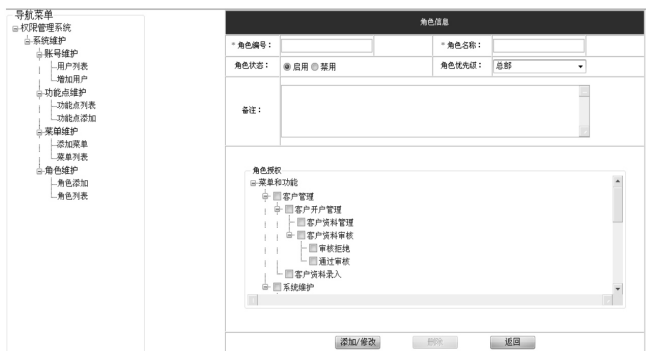 导航菜单
权限管理系统
系统维护
账号维护
用户列表
增加用户
功能点维护
功能点列表
功能点添加
菜单维护
添加菜单
菜单列表
角色维护
角色添加
角色列表
角色信息
* 角色编号： * 角色名称：
角色状态： 启用 禁用 角色优先级： 总部
备注：
角色授权
菜单和功能
客户管理
客户开户管理
客户资料管理
客户资料审核
审核拒绝
通过审核
客户资料录入
系统维护
添加/修改 删除 返回